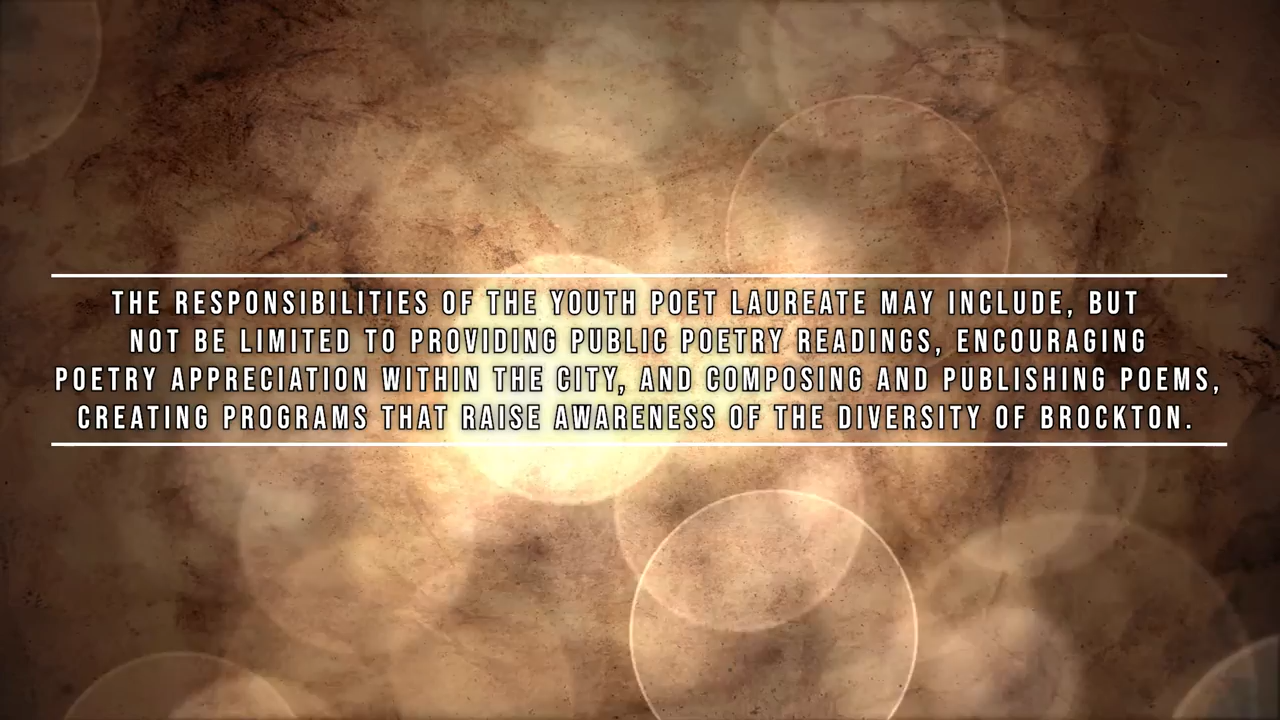 THE RESPONSIBILITIES OF THE YOUTH POET LAUREATE MAY INCLUDE, BUT
NOT BE LIMITED TO PROVIDING PUBLIC POETRY READINGS, ENCOURAGING
POETRY APPRECIATION WITHIN THE CITY, AND COMPOSING AND PUBLISHING POEMS,
CREATING PROGRAMS THAT RAISE AWARENESS OF THE DIVERSITY OF BROCKTON.